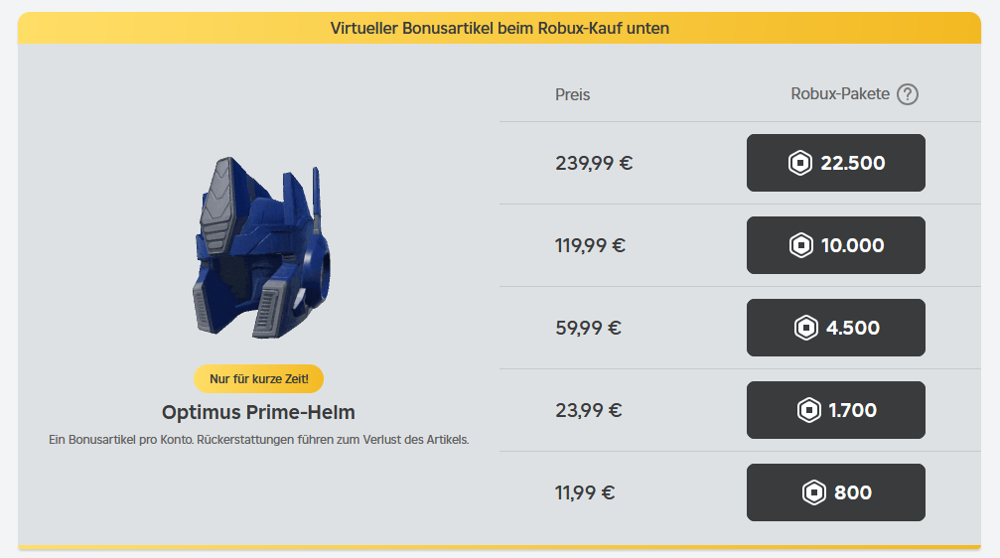 Virtueller Bonusartikel beim Robux-Kauf unten
Preis Robux-Pakete ?
239,99 € 22.500
119,99 € 10.000
59,99 € 4.500
23,99 € 1.700
11,99 € 800
Nur für kurze Zeit!
Optimus Prime-Helm
Ein Bonusartikel pro Konto. Rückerstattungen führen zum Verlust des Artikels.